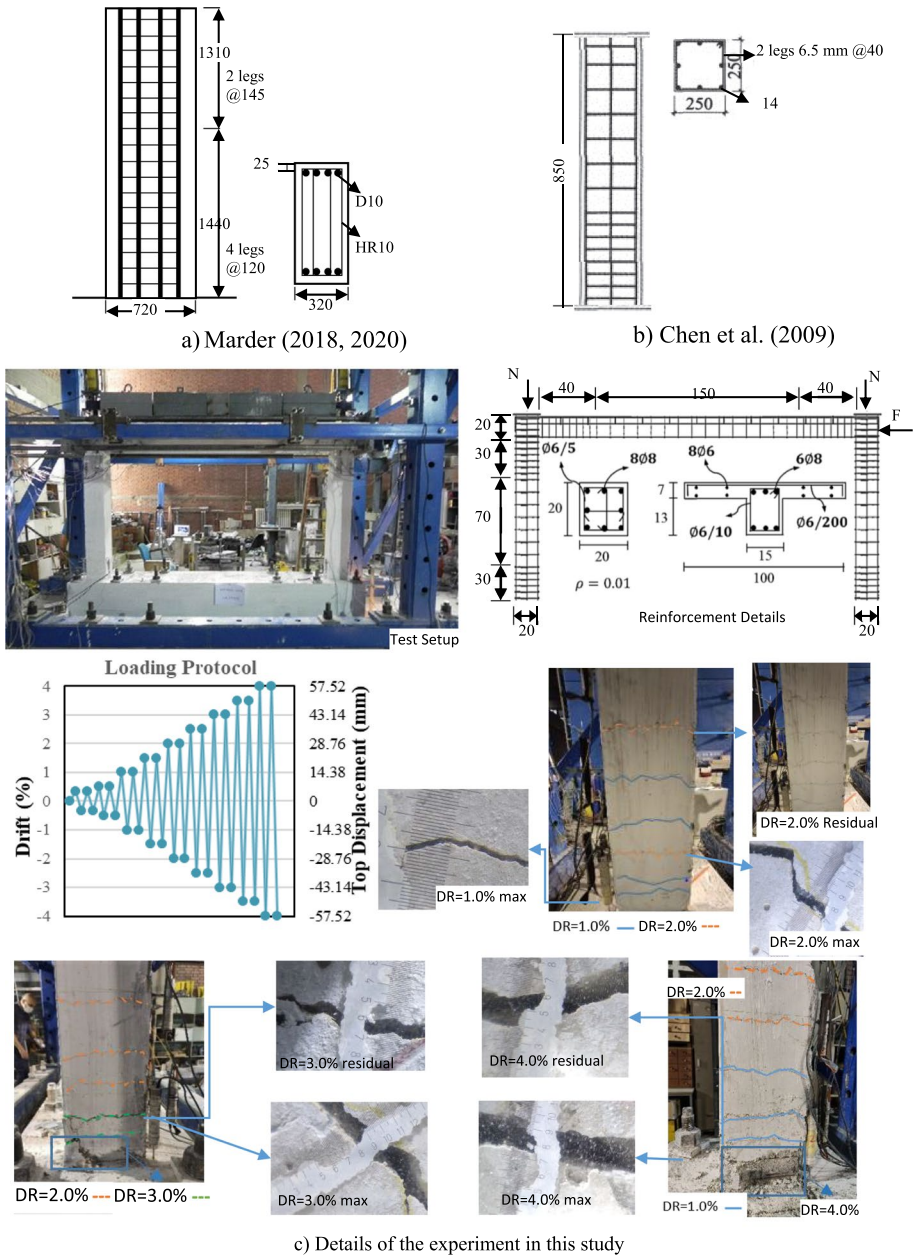 1310
2 legs
@145
1440
4 legs
@120
720
25
D10
HR10
320
a) Marder (2018, 2020)
850
2 legs 6.5 mm @40
250
250
14
b) Chen et al. (2009)
Test Setup
N
40
150
40
N
F
20
30
70
30
Ø6/5
8Ø8
20
20
ρ = 0.01
8Ø6
6Ø8
7
13
Ø6/10
Ø6/200
15
100
Reinforcement Details
20
20
Loading Protocol
Drift (%)
4
3
2
1
0
-1
-2
-3
-4
57.52
43.14
28.76
14.38
0
-14.38
-28.76
-43.14
-57.52
Top Displacement (mm)
DR=1.0% max
DR=1.0%
DR=2.0%
DR=2.0% Residual
DR=2.0% max
DR=2.0%
DR=3.0%
DR=3.0% residual
DR=3.0% max
DR=4.0% residual
DR=4.0% max
DR=2.0%
DR=1.0%
DR=4.0%
c) Details of the experiment in this study